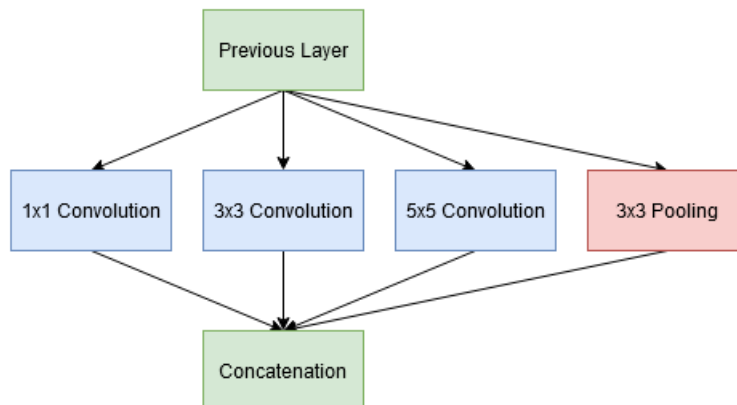 Previous Layer
1x1 Convolution
3x3 Convolution
5x5 Convolution
3x3 Pooling
Concatenation